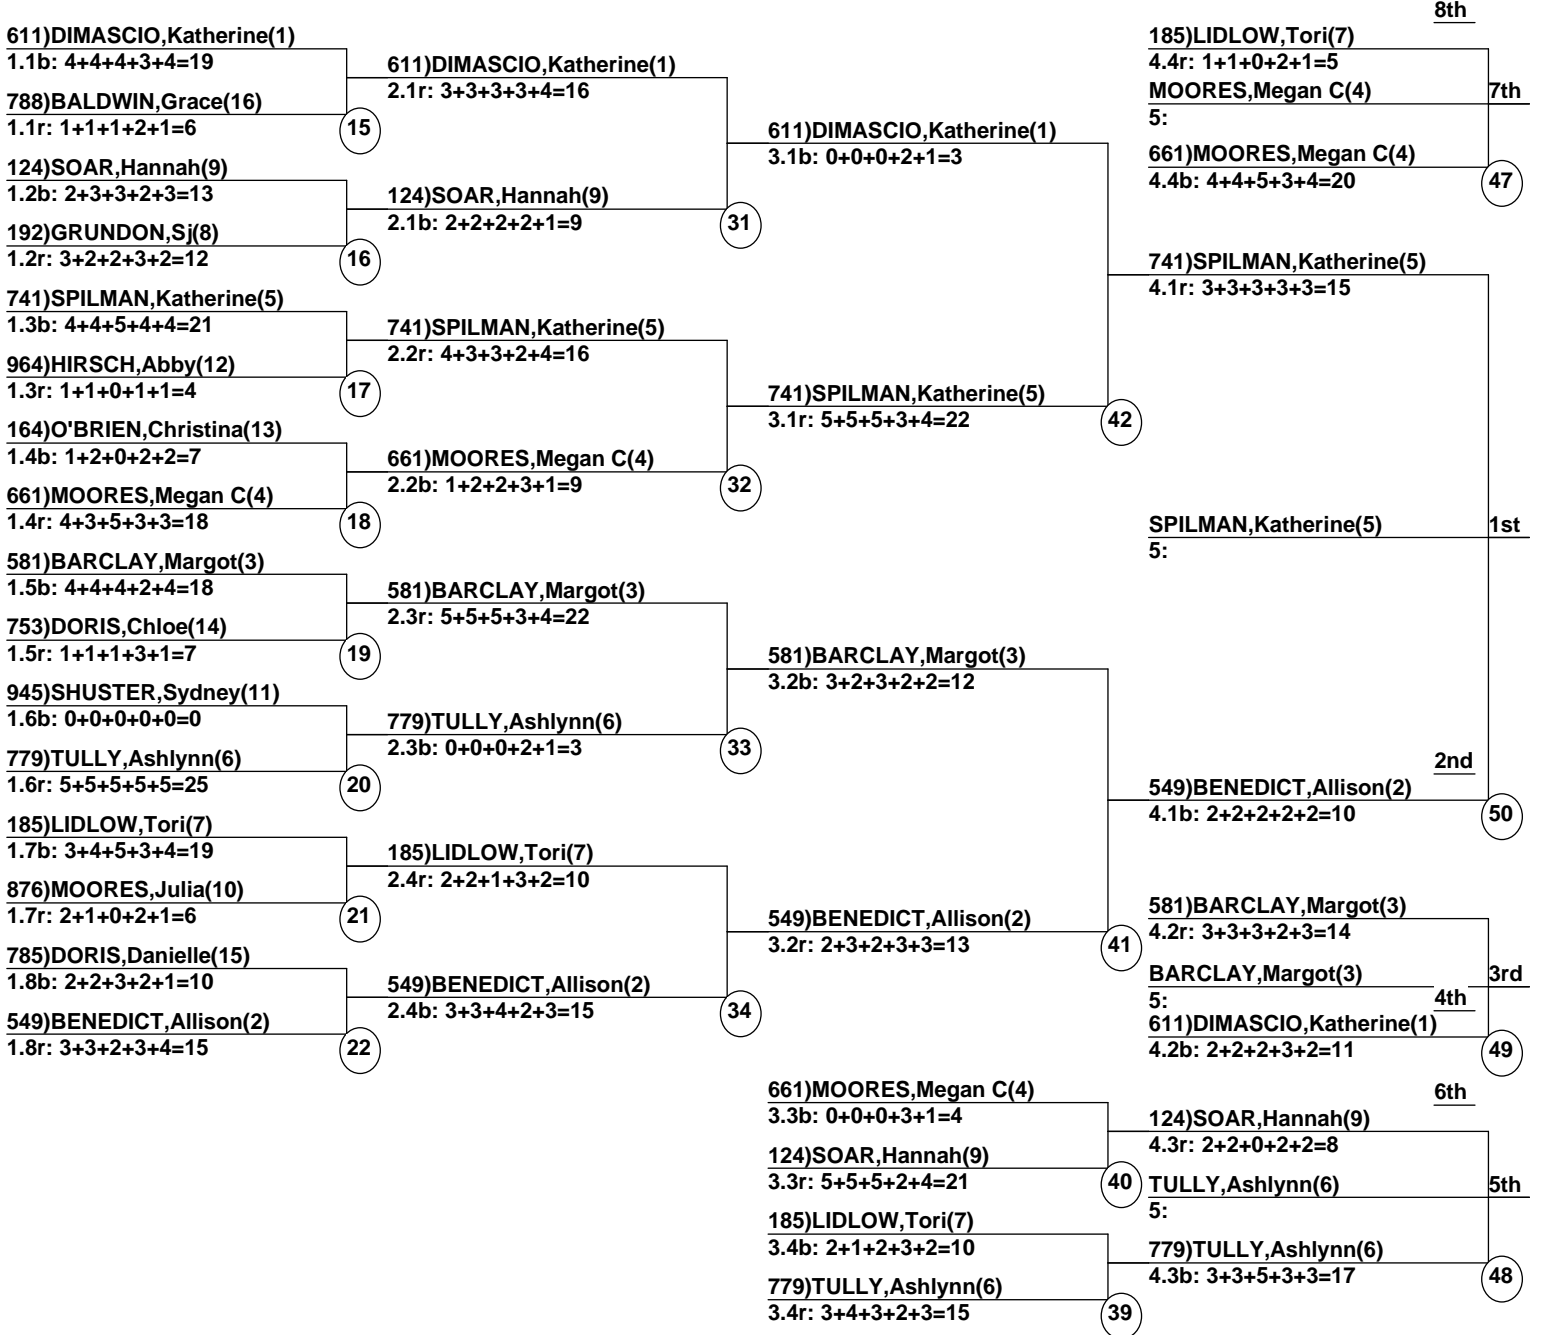 611)DIMASCIO,Katherine(1)
1.1b: 4+4+4+3+4=19
788)BALDWIN,Grace(16)
1.1r: 1+1+1+2+1=6
15
124)SOAR,Hannah(9)
1.2b: 2+3+3+2+3=13
192)GRUNDON,Sj(8)
1.2r: 3+2+2+3+2=12
16
741)SPILMAN,Katherine(5)
1.3b: 4+4+5+4+4=21
964)HIRSCH,Abby(12)
1.3r: 1+1+0+1+1=4
17
164)O'BRIEN,Christina(13)
1.4b: 1+2+0+2+2=7
661)MOORES,Megan C(4)
1.4r: 4+3+5+3+3=18
18
581)BARCLAY,Margot(3)
1.5b: 4+4+4+2+4=18
753)DORIS,Chloe(14)
1.5r: 1+1+1+3+1=7
19
945)SHUSTER,Sydney(11)
1.6b: 0+0+0+0+0=0
779)TULLY,Ashlynn(6)
1.6r: 5+5+5+5+5=25
20
185)LIDLOW,Tori(7)
1.7b: 3+4+5+3+4=19
876)MOORES,Julia(10)
1.7r: 2+1+0+2+1=6
21
785)DORIS,Danielle(15)
1.8b: 2+2+3+2+1=10
549)BENEDICT,Allison(2)
1.8r: 3+3+2+3+4=15
22
611)DIMASCIO,Katherine(1)
2.1r: 3+3+3+3+4=16
124)SOAR,Hannah(9)
2.1b: 2+2+2+2+1=9
31
741)SPILMAN,Katherine(5)
2.2r: 4+3+3+2+4=16
661)MOORES,Megan C(4)
2.2b: 1+2+2+3+1=9
32
581)BARCLAY,Margot(3)
2.3r: 5+5+5+3+4=22
779)TULLY,Ashlynn(6)
2.3b: 0+0+0+2+1=3
33
185)LIDLOW,Tori(7)
2.4r: 2+2+1+3+2=10
549)BENEDICT,Allison(2)
2.4b: 3+3+4+2+3=15
34
611)DIMASCIO,Katherine(1)
3.1b: 0+0+0+2+1=3
741)SPILMAN,Katherine(5)
3.1r: 5+5+5+3+4=22
42
581)BARCLAY,Margot(3)
3.2b: 3+2+3+2+2=12
549)BENEDICT,Allison(2)
3.2r: 2+3+2+3+3=13
41
661)MOORES,Megan C(4)
3.3b: 0+0+0+3+1=4
124)SOAR,Hannah(9)
3.3r: 5+5+5+2+4=21
40
185)LIDLOW,Tori(7)
3.4b: 2+1+2+3+2=10
779)TULLY,Ashlynn(6)
3.4r: 3+4+3+2+3=15
39
8th
185)LIDLOW,Tori(7)
4.4r: 1+1+0+2+1=5
MOORES,Megan C(4)
7th
5:
661)MOORES,Megan C(4)
4.4b: 4+4+5+3+4=20
47
741)SPILMAN,Katherine(5)
4.1r: 3+3+3+3+3=15
SPILMAN,Katherine(5)
1st
5:
2nd
549)BENEDICT,Allison(2)
4.1b: 2+2+2+2+2=10
50
581)BARCLAY,Margot(3)
4.2r: 3+3+3+2+3=14
BARCLAY,Margot(3)
3rd
5:
4th
611)DIMASCIO,Katherine(1)
4.2b: 2+2+2+3+2=11
49
6th
124)SOAR,Hannah(9)
4.3r: 2+2+0+2+2=8
TULLY,Ashlynn(6)
5th
5:
779)TULLY,Ashlynn(6)
4.3b: 3+3+5+3+3=17
48